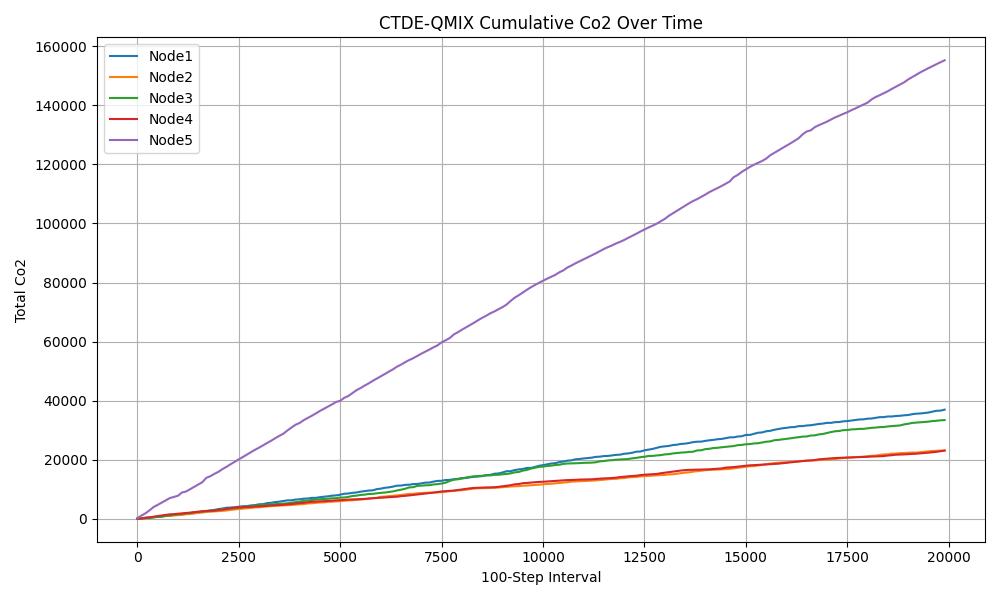 CTDE-QMIX Cumulative Co2 Over Time
Node1
Node2
Node3
Node4
Node5
Total Co2
160000
140000
120000
100000
80000
60000
40000
20000
0
0 2500 5000 7500 10000 12500 15000 17500 20000
100-Step Interval